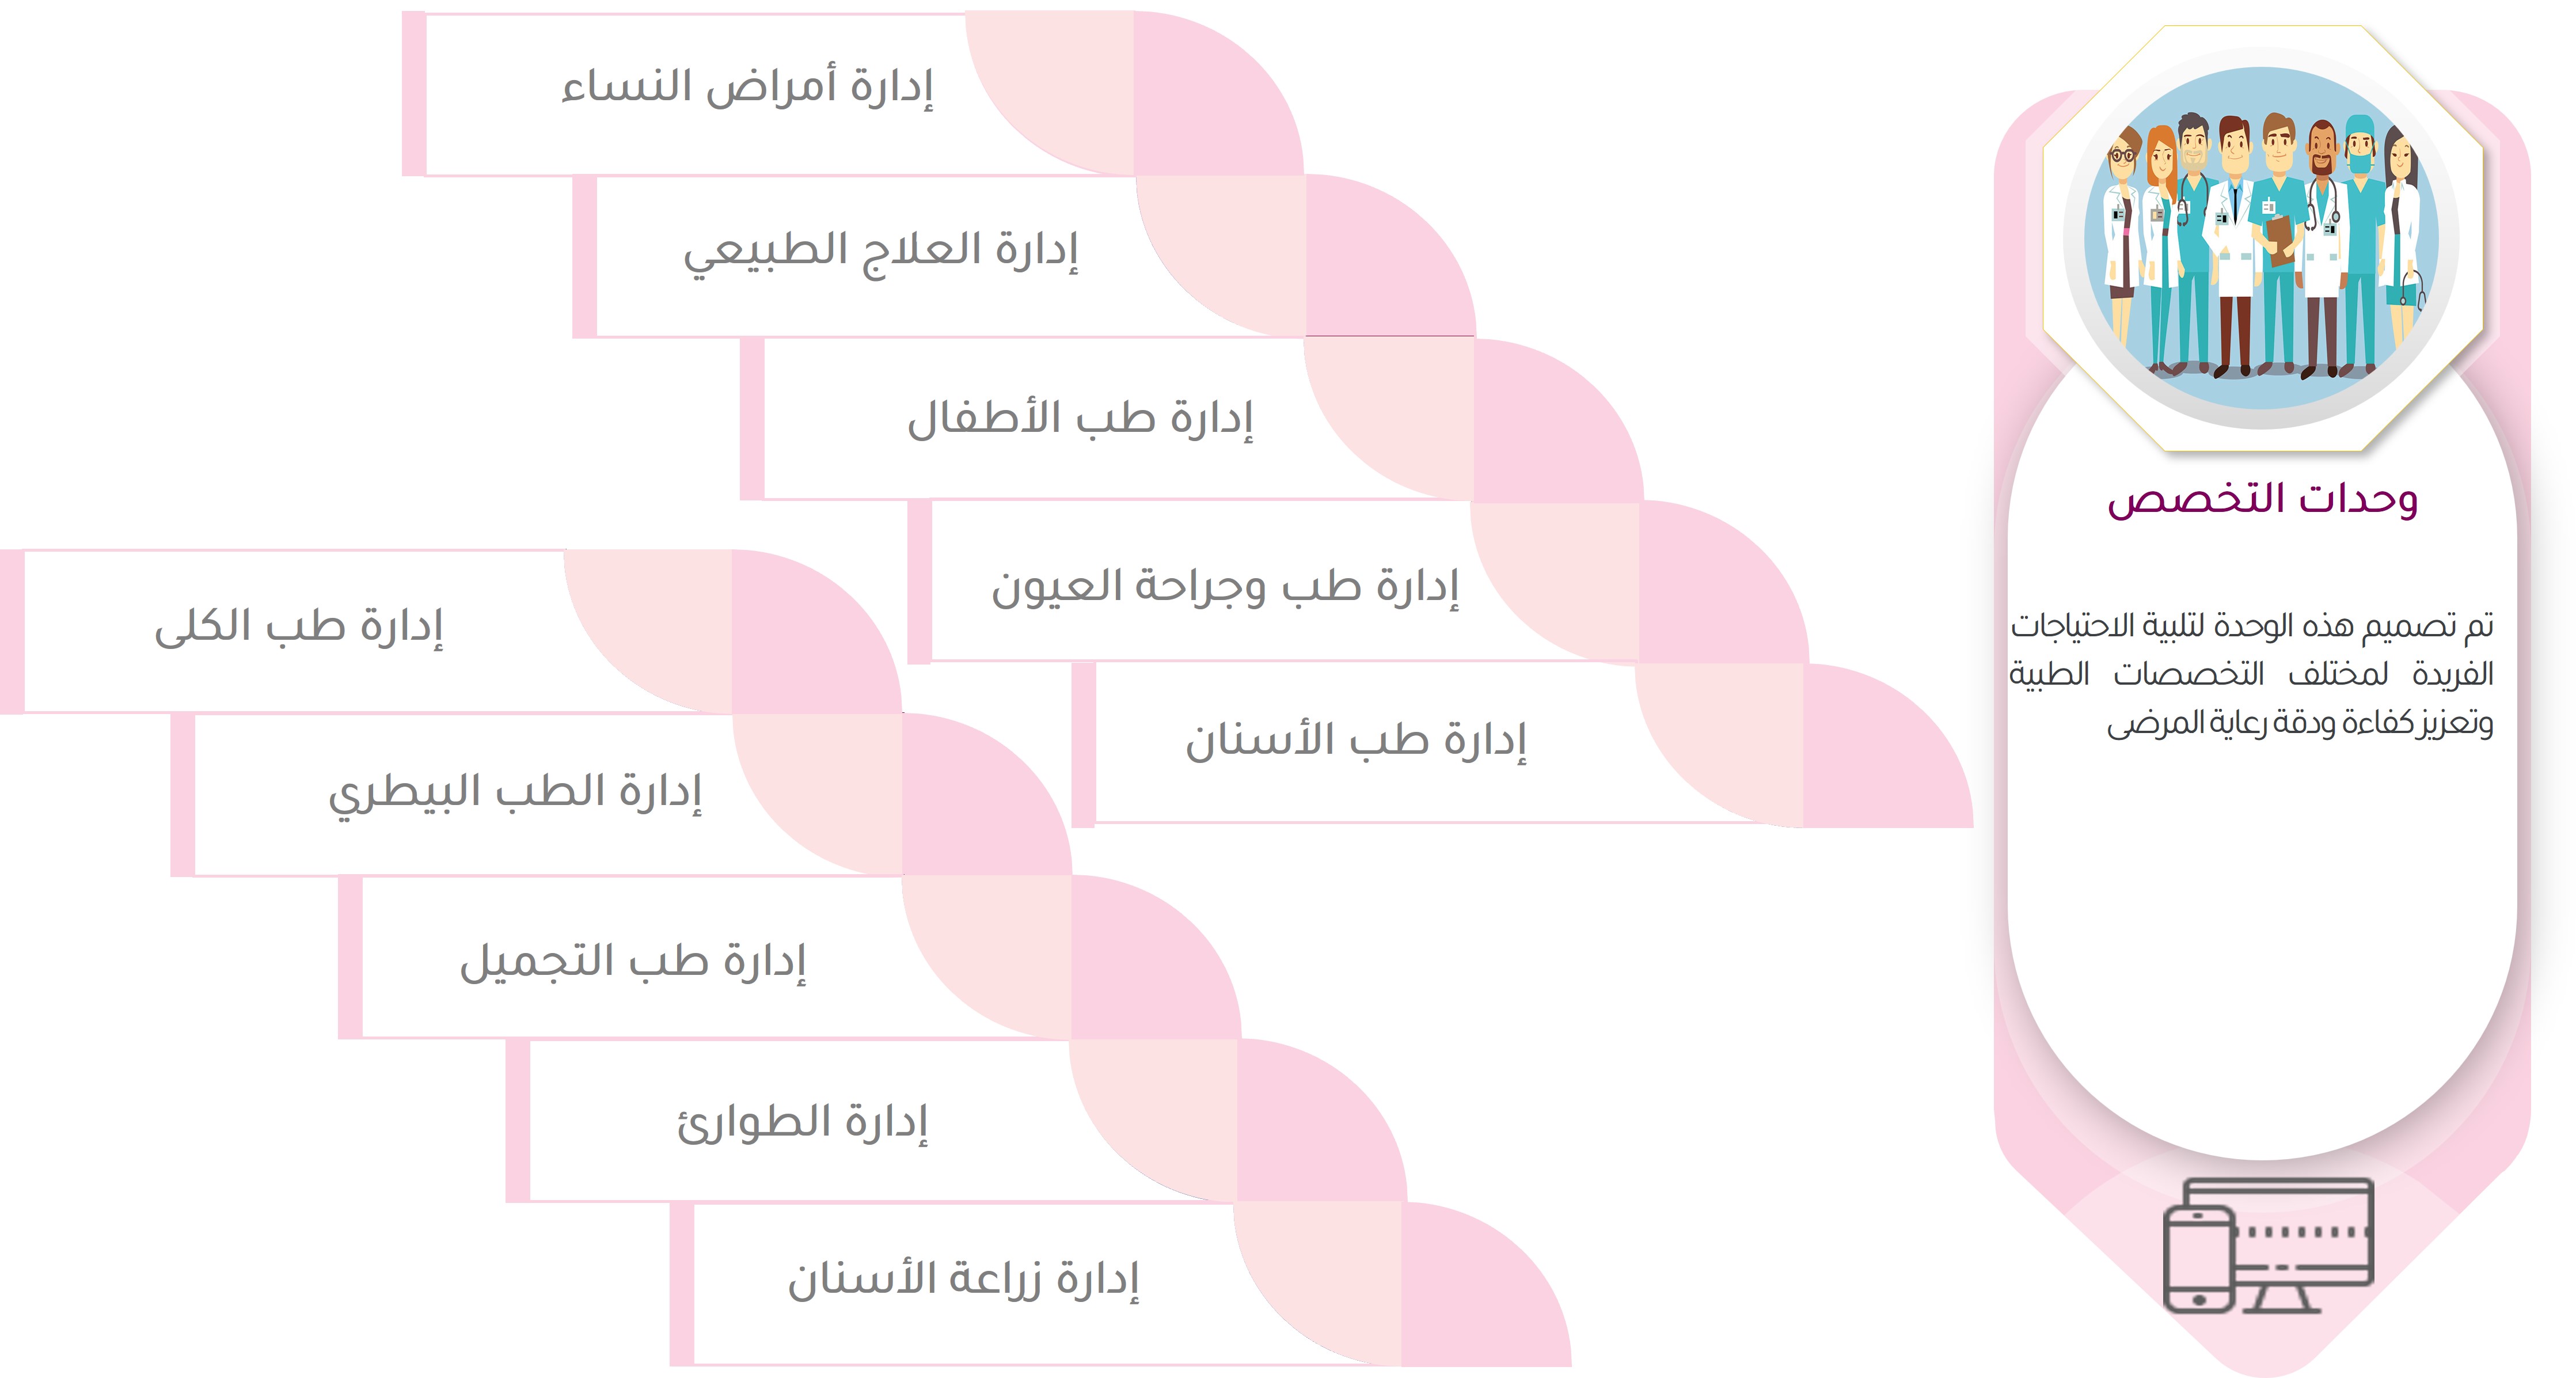 وحدات التخصص
تم تصميم هذه الوحدة لتلبية الاحتياجات
الفريدة لمختلف التخصصات الطبية
وتعزيز كفاءة ودقة رعاية المرضى
إدارة أمراض النساء
إدارة العلاج الطبيعي
إدارة طب الأطفال
إدارة طب وجراحة العيون
إدارة طب الأسنان
إدارة طب الكلى
إدارة الطب البيطري
إدارة طب التجميل
إدارة الطوارئ
إدارة زراعة الأسنان